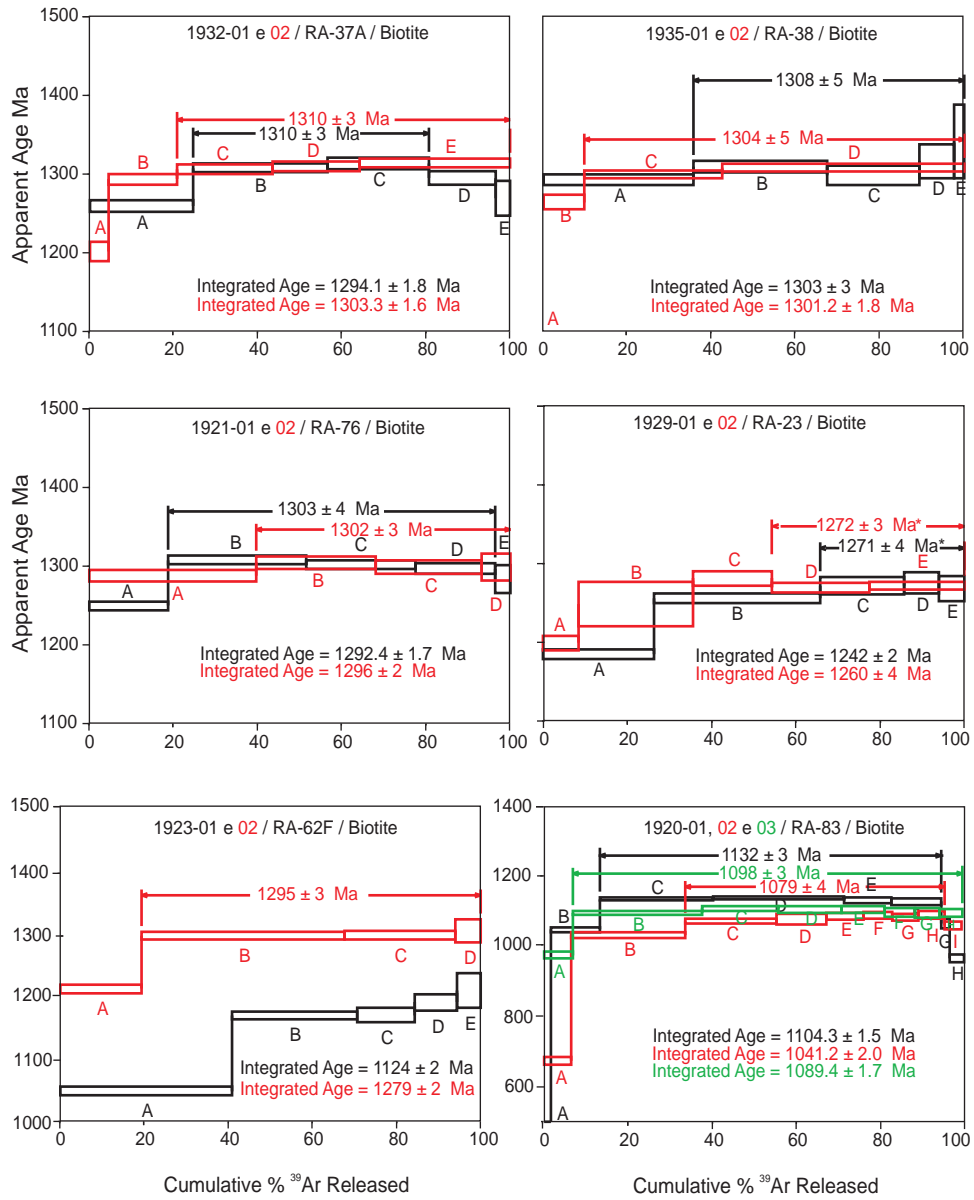 1932-01 e 02 / RA-37A / Biotite
1310 ± 3 Ma
1310 ± 3 Ma
B
C
D
E
A
A
B
C
D
E
Integrated Age = 1294.1 ± 1.8 Ma
Integrated Age = 1303.3 ± 1.6 Ma
1500
1400
1300
1200
1100
0
20
40
60
80
100
Apparent Age Ma
1935-01 e 02 / RA-38 / Biotite
1308 ± 5 Ma
1304 ± 5 Ma
C
D
B
A
B
C
D
E
Integrated Age = 1303 ± 3 Ma
Integrated Age = 1301.2 ± 1.8 Ma
A
0
20
40
60
80
100
1921-01 e 02 / RA-76 / Biotite
1303 ± 4 Ma
1302 ± 3 Ma
B
C
D
E
A
A
B
C
D
Integrated Age = 1292.4 ± 1.7 Ma
Integrated Age = 1296 ± 2 Ma
1500
1400
1300
1200
1100
0
20
40
60
80
100
Apparent Age Ma
1929-01 e 02 / RA-23 / Biotite
1272 ± 3 Ma*
1271 ± 4 Ma*
A
B
C
D
E
A
B
C
D
E
Integrated Age = 1242 ± 2 Ma
Integrated Age = 1260 ± 4 Ma
0
20
40
60
80
100
1923-01 e 02 / RA-62F / Biotite
1295 ± 3 Ma
A
B
C
D
A
B
C
D
E
Integrated Age = 1124 ± 2 Ma
Integrated Age = 1279 ± 2 Ma
1500
1400
1300
1200
1100
1000
0
20
40
60
80
100
Cumulative % ³⁹Ar Released
1920-01, 02 e 03 / RA-83 / Biotite
1132 ± 3 Ma
1098 ± 3 Ma
1079 ± 4 Ma
B
C
D
E
G
H
A
B
C
D
E
F
G
A
B
C
D
E
F
G
H
I
A
Integrated Age = 1104.3 ± 1.5 Ma
Integrated Age = 1041.2 ± 2.0 Ma
Integrated Age = 1089.4 ± 1.7 Ma
1400
1200
1000
800
600
0
20
40
60
80
100
Cumulative % ³⁹Ar Released